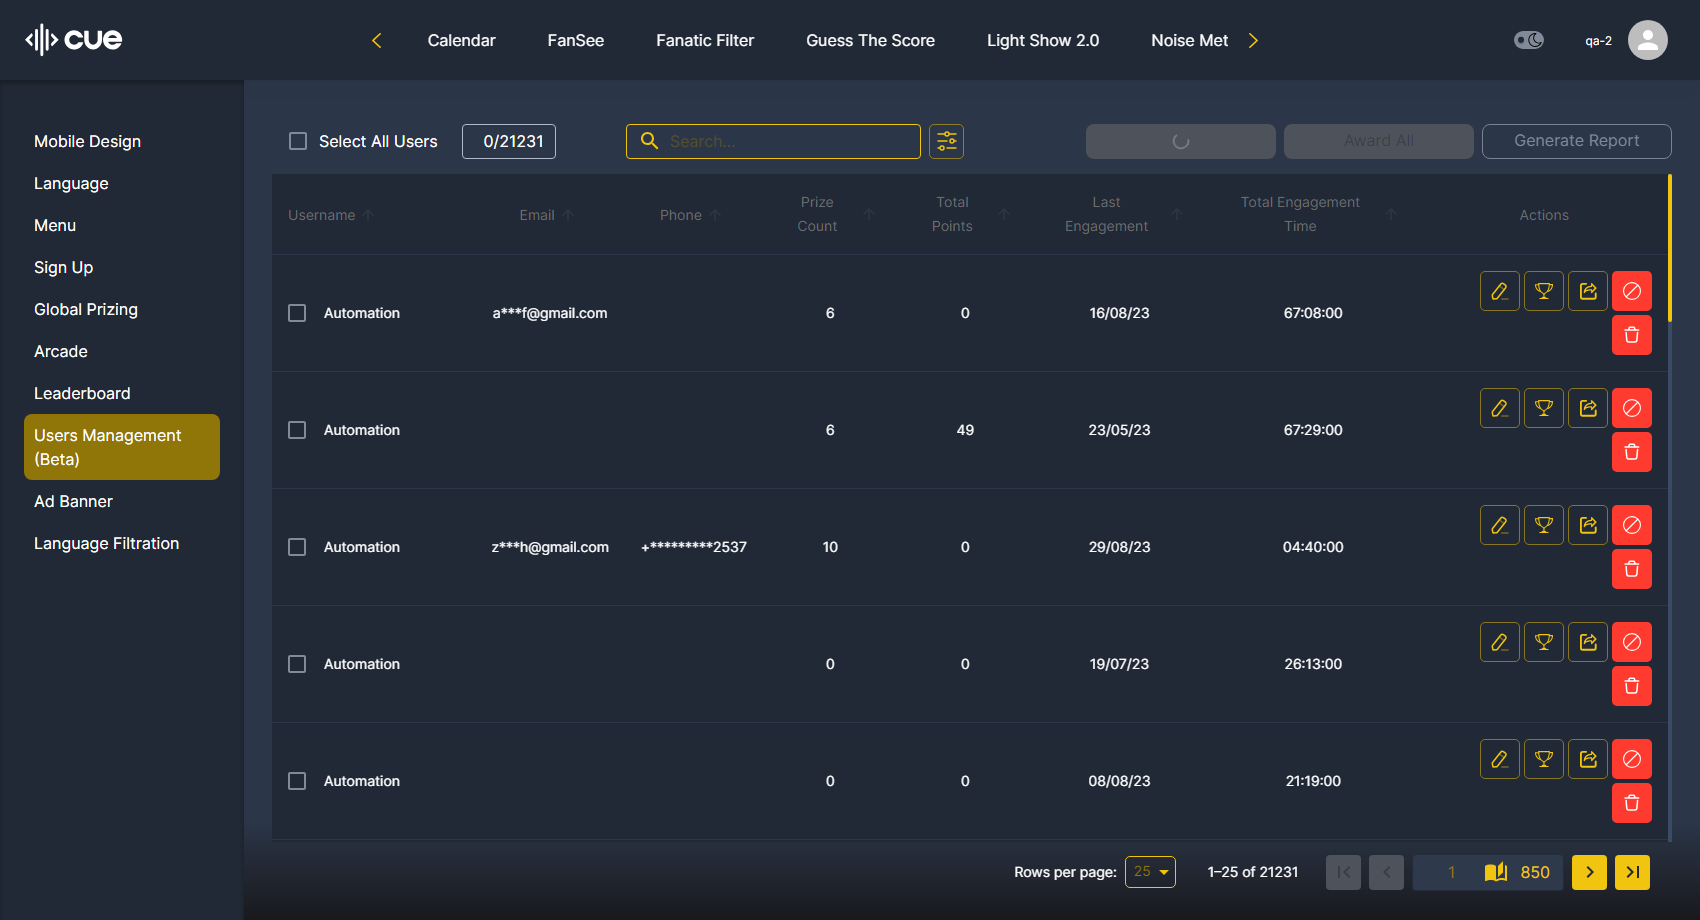 cue
Calendar FanSee Fanatic Filter Guess The Score Light Show 2.0 Noise Met
qa-2
Mobile Design
Language
Menu
Sign Up
Global Prizing
Arcade
Leaderboard
Users Management
(Beta)
Ad Banner
Language Filtration
Select All Users 0/21231 Search... Award All Generate Report
Username Email Phone Prize Count Total Points Last Engagement Total Engagement Time Actions
Automation a***f@gmail.com 6 0 16/08/23 67:08:00
Automation 6 49 23/05/23 67:29:00
Automation z***h@gmail.com +*********2537 10 0 29/08/23 04:40:00
Automation 0 0 19/07/23 26:13:00
Automation 0 0 08/08/23 21:19:00
Rows per page: 25 1–25 of 21231 1 850